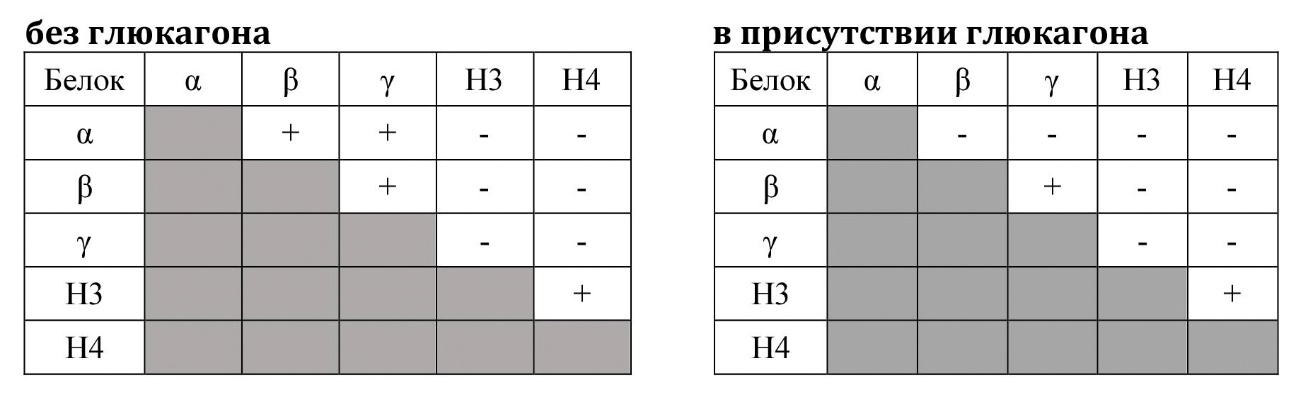 без глюкагона
Белок α β γ H3 H4
α + + - -
β + - -
γ - -
H3 +
H4
в присутствии глюкагона
Белок α β γ H3 H4
α - - - -
β + - -
γ - -
H3 +
H4